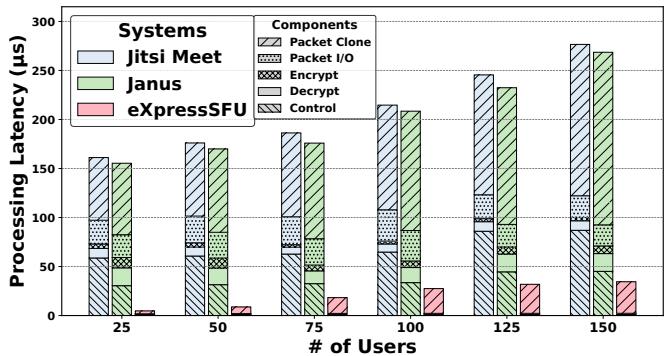 Processing Latency (μs)
300
250
200
150
100
50
0
Systems
Jitsi Meet
Janus
eXpressSFU
Components
Packet Clone
Packet I/O
Encrypt
Decrypt
Control
25 50 75 100 125 150
# of Users